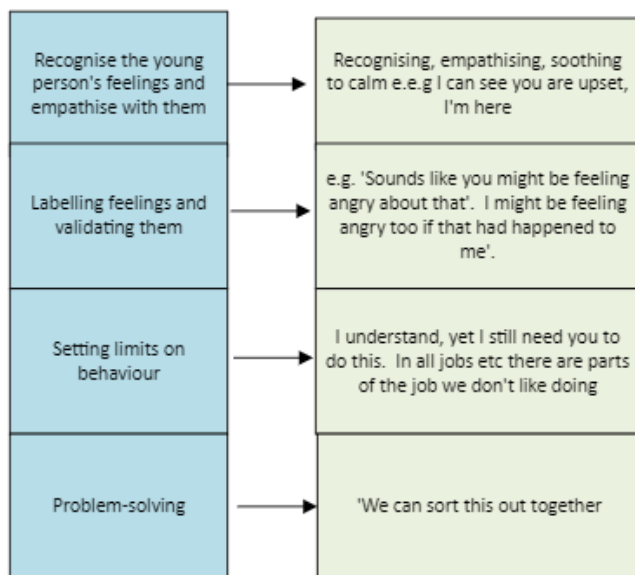 Recognise the young
person's feelings and
empathise with them
Recognising, empathising, soothing
to calm e.e.g I can see you are upset,
I'm here
Labelling feelings and
validating them
e.g. 'Sounds like you might be feeling
angry about that'.  I might be feeling
angry too if that had happened to
me'.
Setting limits on
behaviour
I understand, yet I still need you to
do this.  In all jobs etc there are parts
of the job we don't like doing
Problem-solving
'We can sort this out together